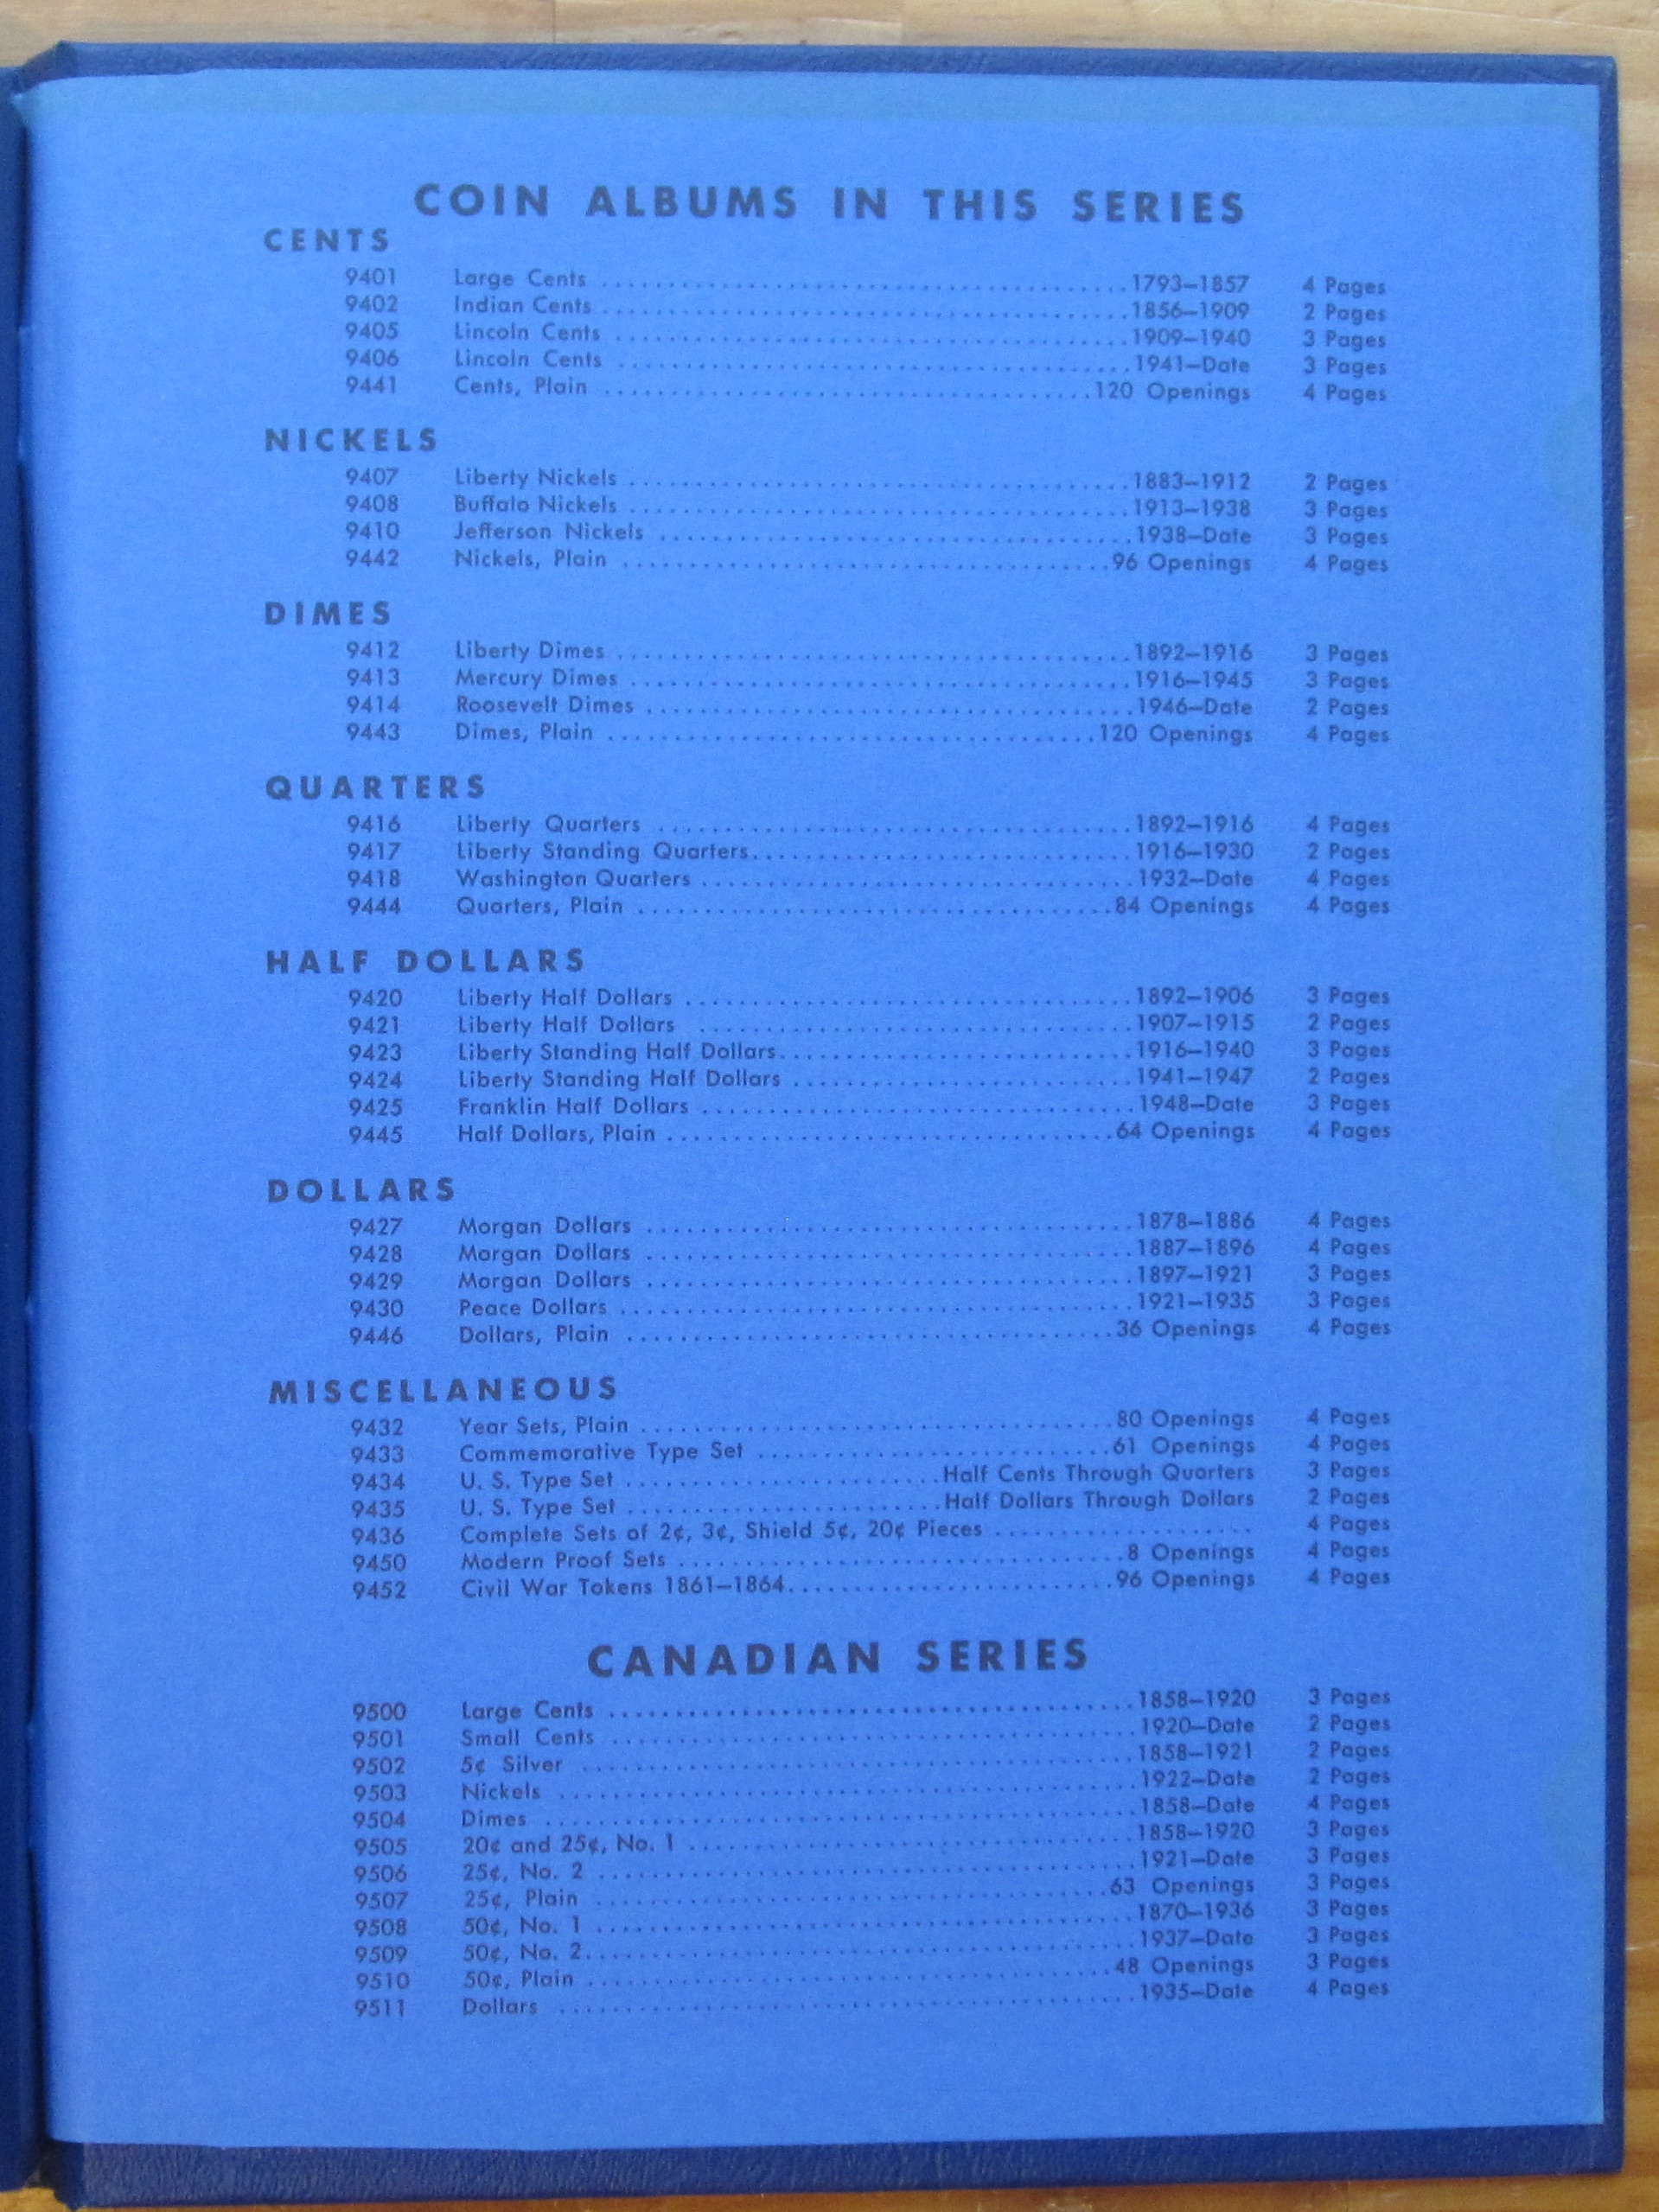 COIN ALBUMS IN THIS SERIES
CENTS
9401 Large Cents 1793–1857 4 Pages
9402 Indian Cents 1856–1909 2 Pages
9405 Lincoln Cents 1909–1940 3 Pages
9406 Lincoln Cents 1941–Date 3 Pages
9441 Cents, Plain 120 Openings 4 Pages
NICKELS
9407 Liberty Nickels 1883–1912 2 Pages
9408 Buffalo Nickels 1913–1938 3 Pages
9410 Jefferson Nickels 1938–Date 3 Pages
9442 Nickels, Plain 96 Openings 4 Pages
DIMES
9412 Liberty Dimes 1892–1916 3 Pages
9413 Mercury Dimes 1916–1945 3 Pages
9414 Roosevelt Dimes 1946–Date 2 Pages
9443 Dimes, Plain 120 Openings 4 Pages
QUARTERS
9416 Liberty Quarters 1892–1916 4 Pages
9417 Liberty Standing Quarters 1916–1930 2 Pages
9418 Washington Quarters 1932–Date 4 Pages
9444 Quarters, Plain 84 Openings 4 Pages
HALF DOLLARS
9420 Liberty Half Dollars 1892–1906 3 Pages
9421 Liberty Half Dollars 1907–1915 2 Pages
9423 Liberty Standing Half Dollars 1916–1940 3 Pages
9424 Liberty Standing Half Dollars 1941–1947 2 Pages
9425 Franklin Half Dollars 1948–Date 3 Pages
9445 Half Dollars, Plain 64 Openings 4 Pages
DOLLARS
9427 Morgan Dollars 1878–1886 4 Pages
9428 Morgan Dollars 1887–1896 4 Pages
9429 Morgan Dollars 1897–1921 3 Pages
9430 Peace Dollars 1921–1935 3 Pages
9446 Dollars, Plain 36 Openings 4 Pages
MISCELLANEOUS
9432 Year Sets, Plain 80 Openings 4 Pages
9433 Commemorative Type Set 61 Openings 4 Pages
9434 U. S. Type Set Half Cents Through Quarters 3 Pages
9435 U. S. Type Set Half Dollars Through Dollars 2 Pages
9436 Complete Sets of 2¢, 3¢, Shield 5¢, 20¢ Pieces 4 Pages
9450 Modern Proof Sets 8 Openings 4 Pages
9452 Civil War Tokens 1861–1864 96 Openings 4 Pages
CANADIAN SERIES
9500 Large Cents 1858–1920 3 Pages
9501 Small Cents 1920–Date 2 Pages
9502 5¢ Silver 1858–1921 2 Pages
9503 Nickels 1922–Date 2 Pages
9504 Dimes 1858–Date 4 Pages
9505 20¢ and 25¢, No. 1 1858–1920 3 Pages
9506 25¢, No. 2 1921–Date 3 Pages
9507 25¢, Plain 63 Openings 3 Pages
9508 50¢, No. 1 1870–1936 3 Pages
9509 50¢, No. 2 1937–Date 3 Pages
9510 50¢, Plain 48 Openings 3 Pages
9511 Dollars 1935–Date 4 Pages